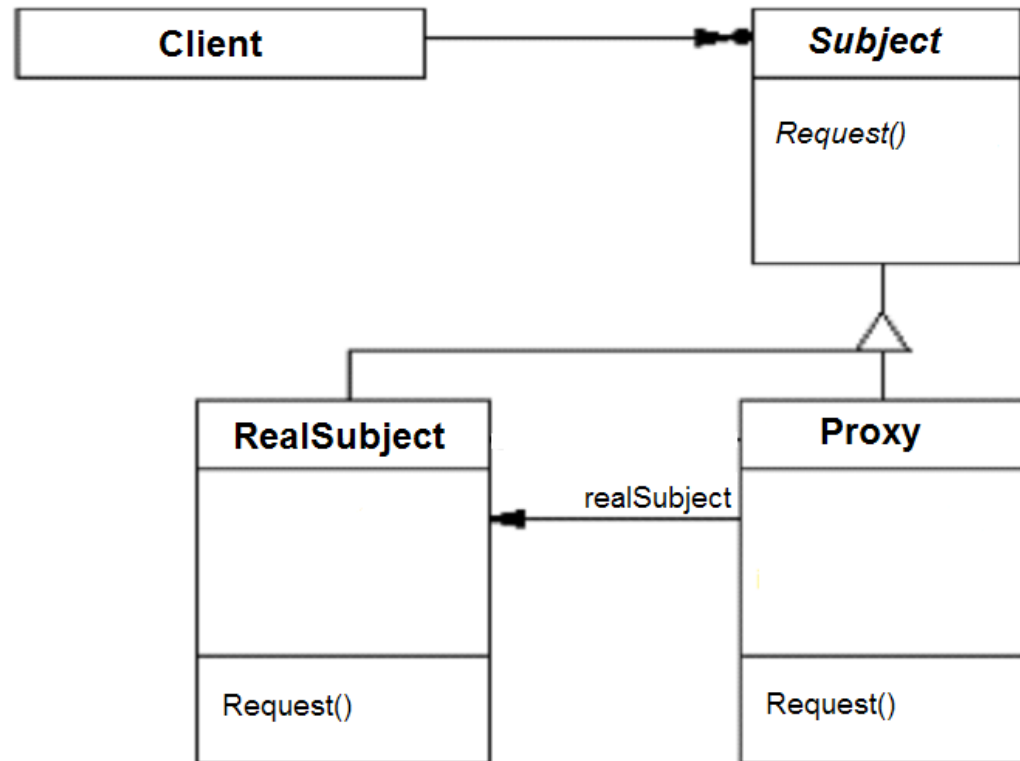 Client
Subject
Request()
RealSubject
Proxy
realSubject
Request()
Request()